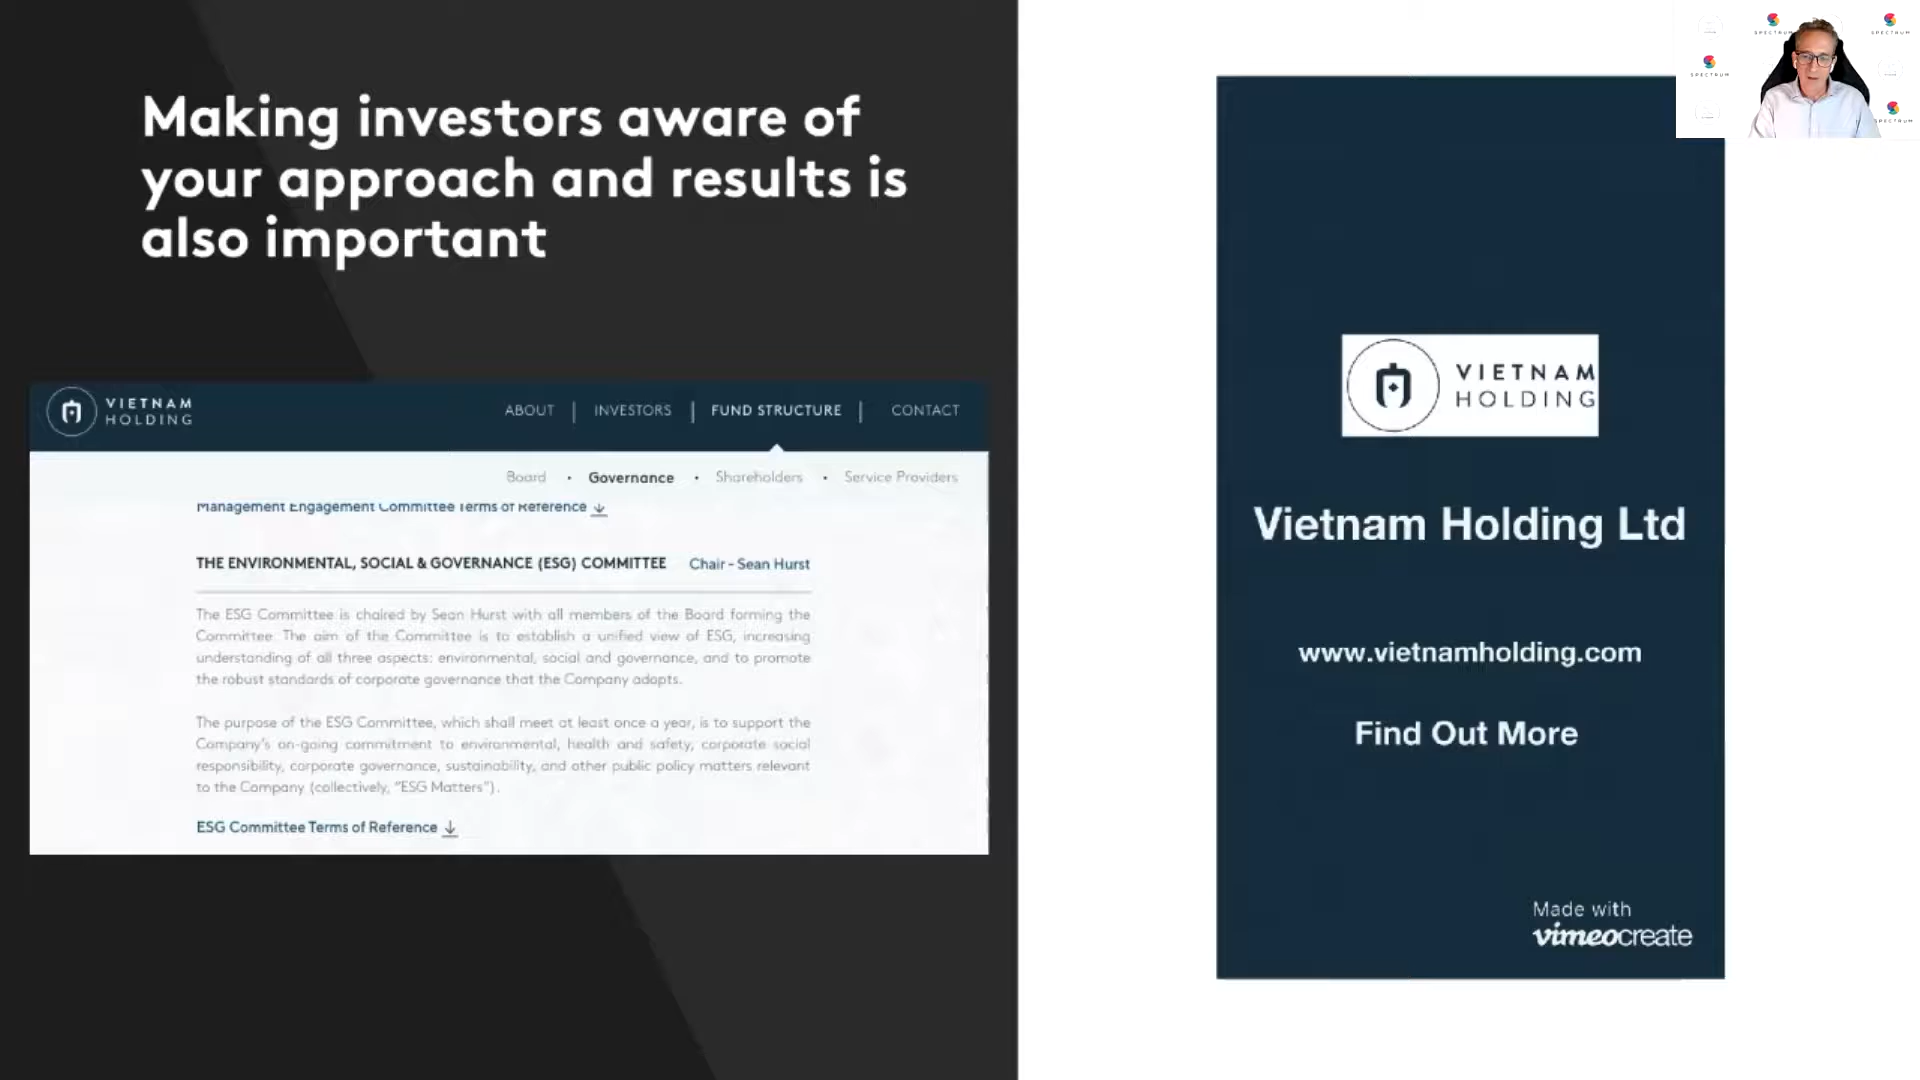 Making investors aware of
your approach and results is
also important
VIETNAM
HOLDING
ABOUT | INVESTORS | FUND STRUCTURE | CONTACT
Board • Governance • Shareholders • Service Providers
Management Engagement Committee Terms of Reference
THE ENVIRONMENTAL, SOCIAL & GOVERNANCE (ESG) COMMITTEE Chair - Sean Hurst
The ESG Committee is chaired by Sean Hurst with all members of the Board forming the
Committee. The aim of the Committee is to establish a unified view of ESG, increasing
understanding of all three aspects: environmental, social and governance, and to promote
the robust standards of corporate governance that the Company adopts.
The purpose of the ESG Committee, which shall meet at least once a year, is to support the
Company's on-going commitment to environmental, health and safety, corporate social
responsibility, corporate governance, sustainability, and other public policy matters relevant
to the Company (collectively, "ESG Matters").
ESG Committee Terms of Reference
VIETNAM
HOLDING
Vietnam Holding Ltd
www.vietnamholding.com
Find Out More
Made with
vimeocreate
SPECTRUM
SPECTRUM
SPECTRUM
SPECTRUM